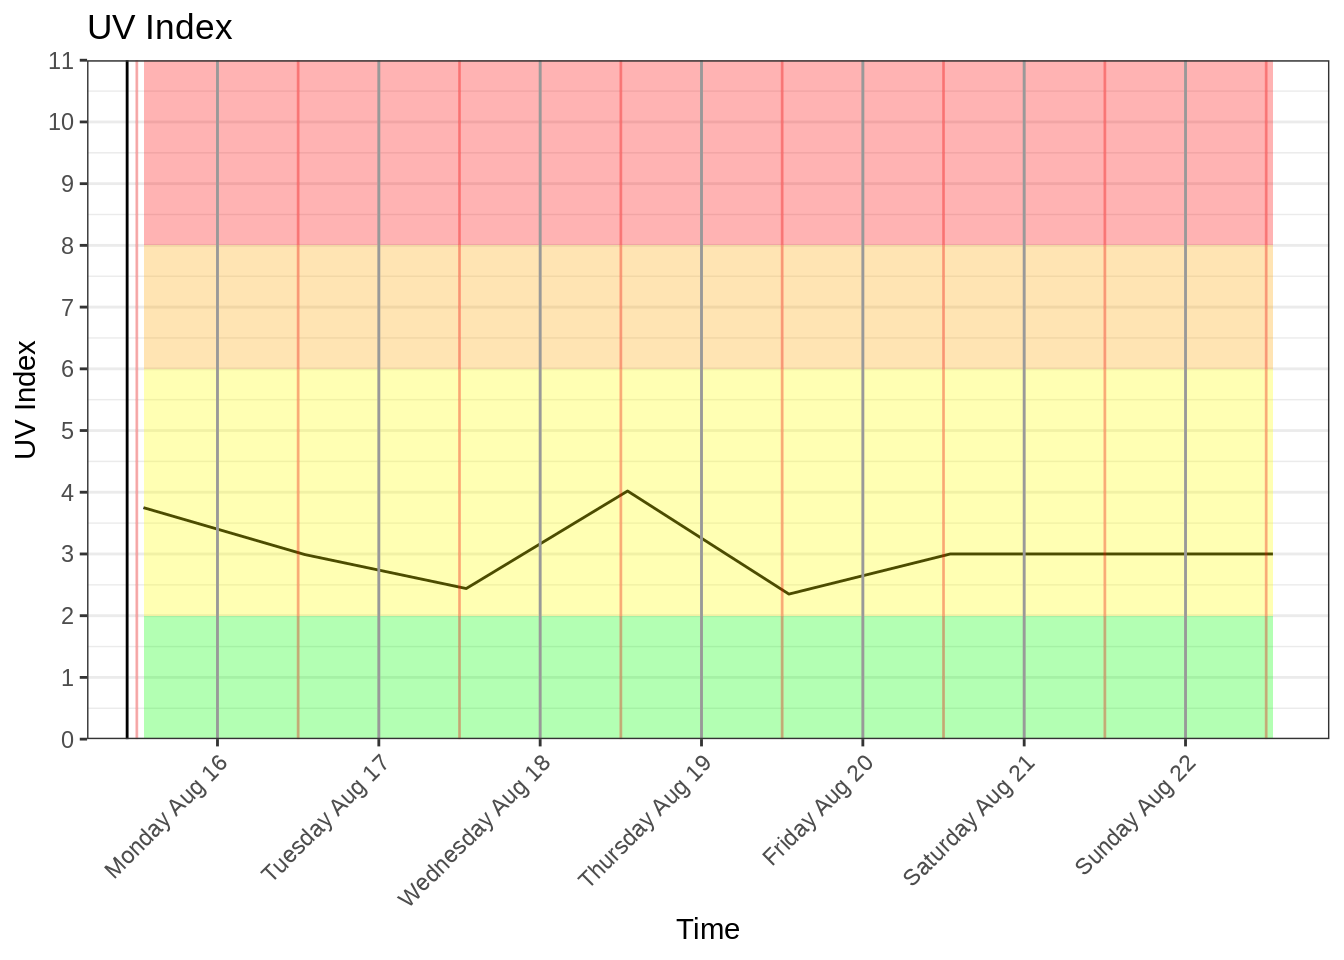 UV Index
11
10
9
8
7
6
5
4
3
2
1
0
UV Index
Monday Aug 16
Tuesday Aug 17
Wednesday Aug 18
Thursday Aug 19
Friday Aug 20
Saturday Aug 21
Sunday Aug 22
Time